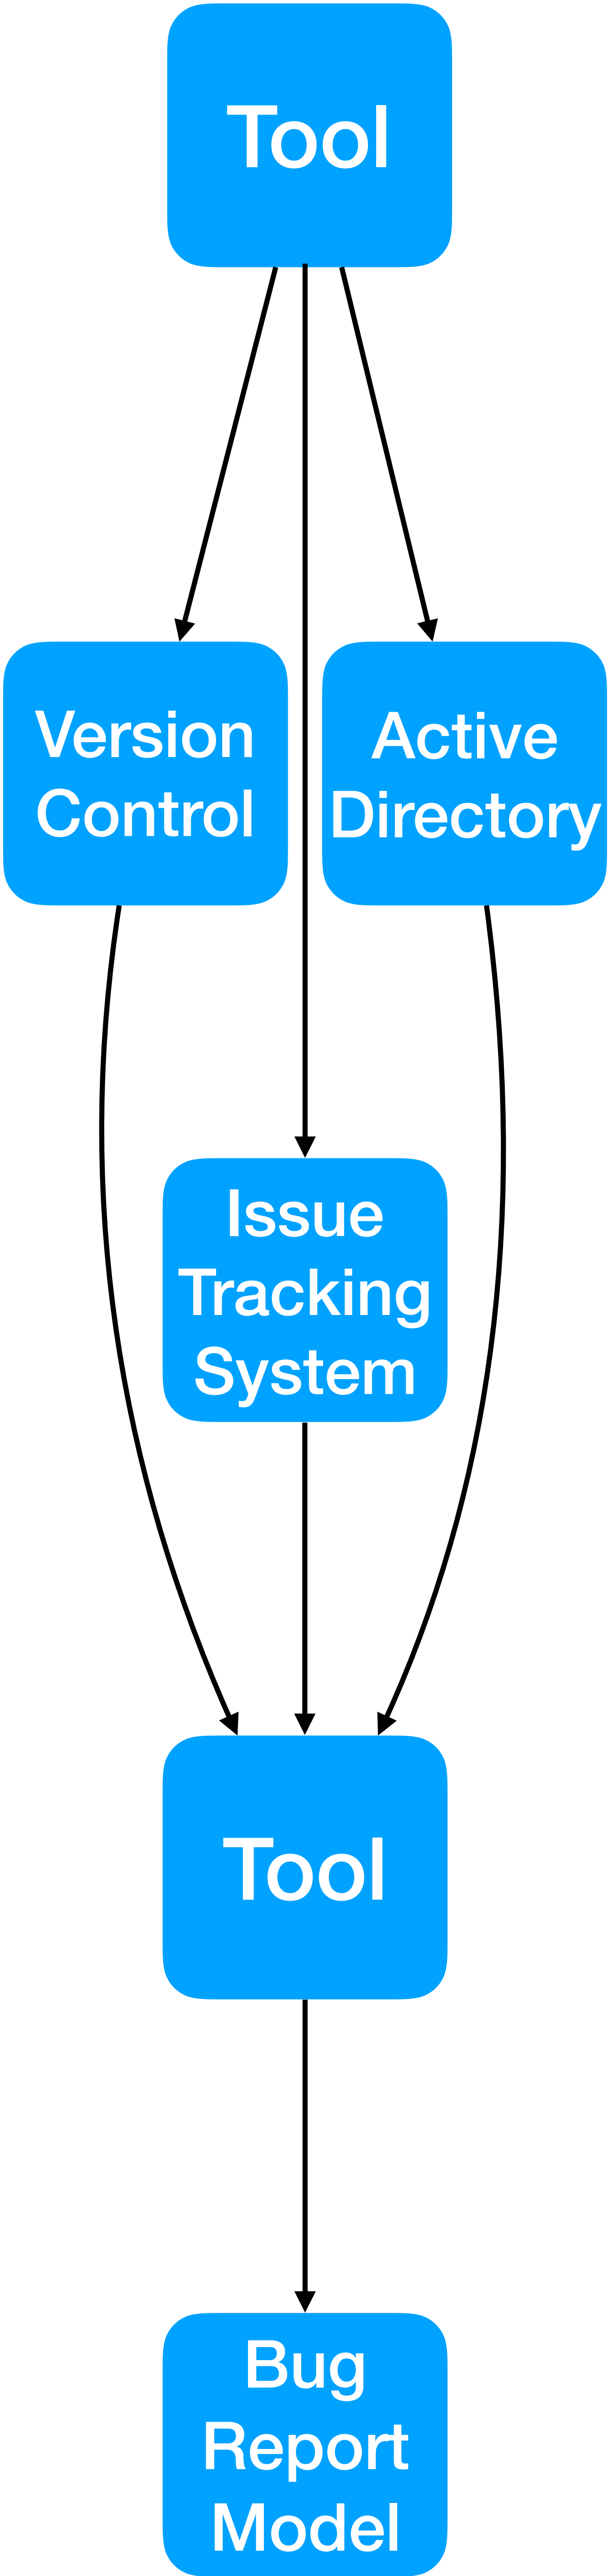 Tool
Version
Control
Active
Directory
Issue
Tracking
System
Tool
Bug
Report
Model